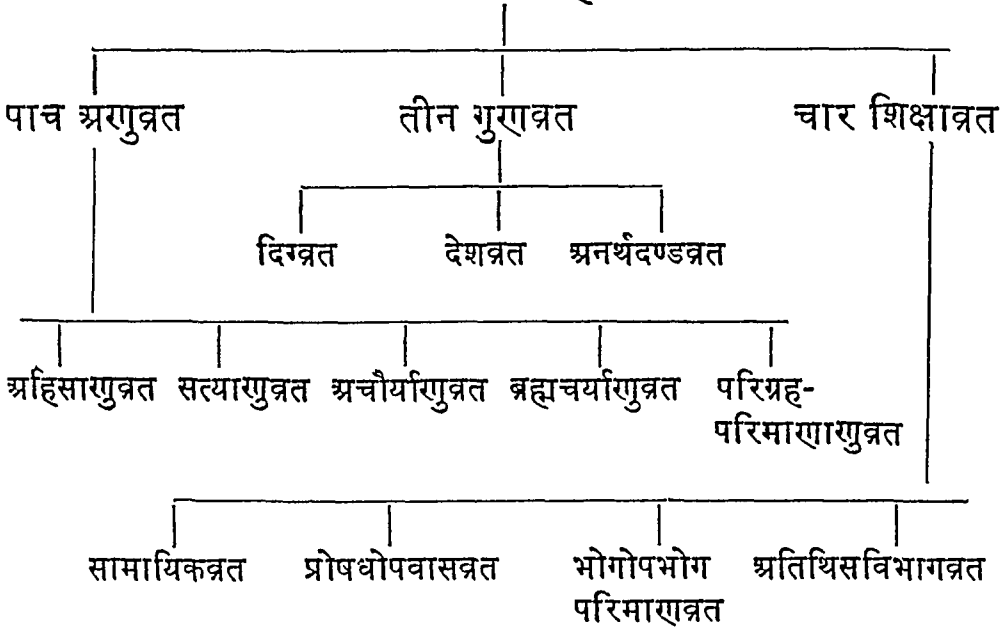 पाच अणुव्रत तीन गुणव्रत चार शिक्षाव्रत
दिग्व्रत देशव्रत अनर्थदण्डव्रत
अहिसाणुव्रत सत्याणुव्रत अचौर्याणुव्रत ब्रह्मचर्याणुव्रत परिग्रह-
परिमाणाणुव्रत
सामायिकव्रत प्रोषधोपवासव्रत भोगोपभोग अतिथिसविभागव्रत
परिमाणव्रत